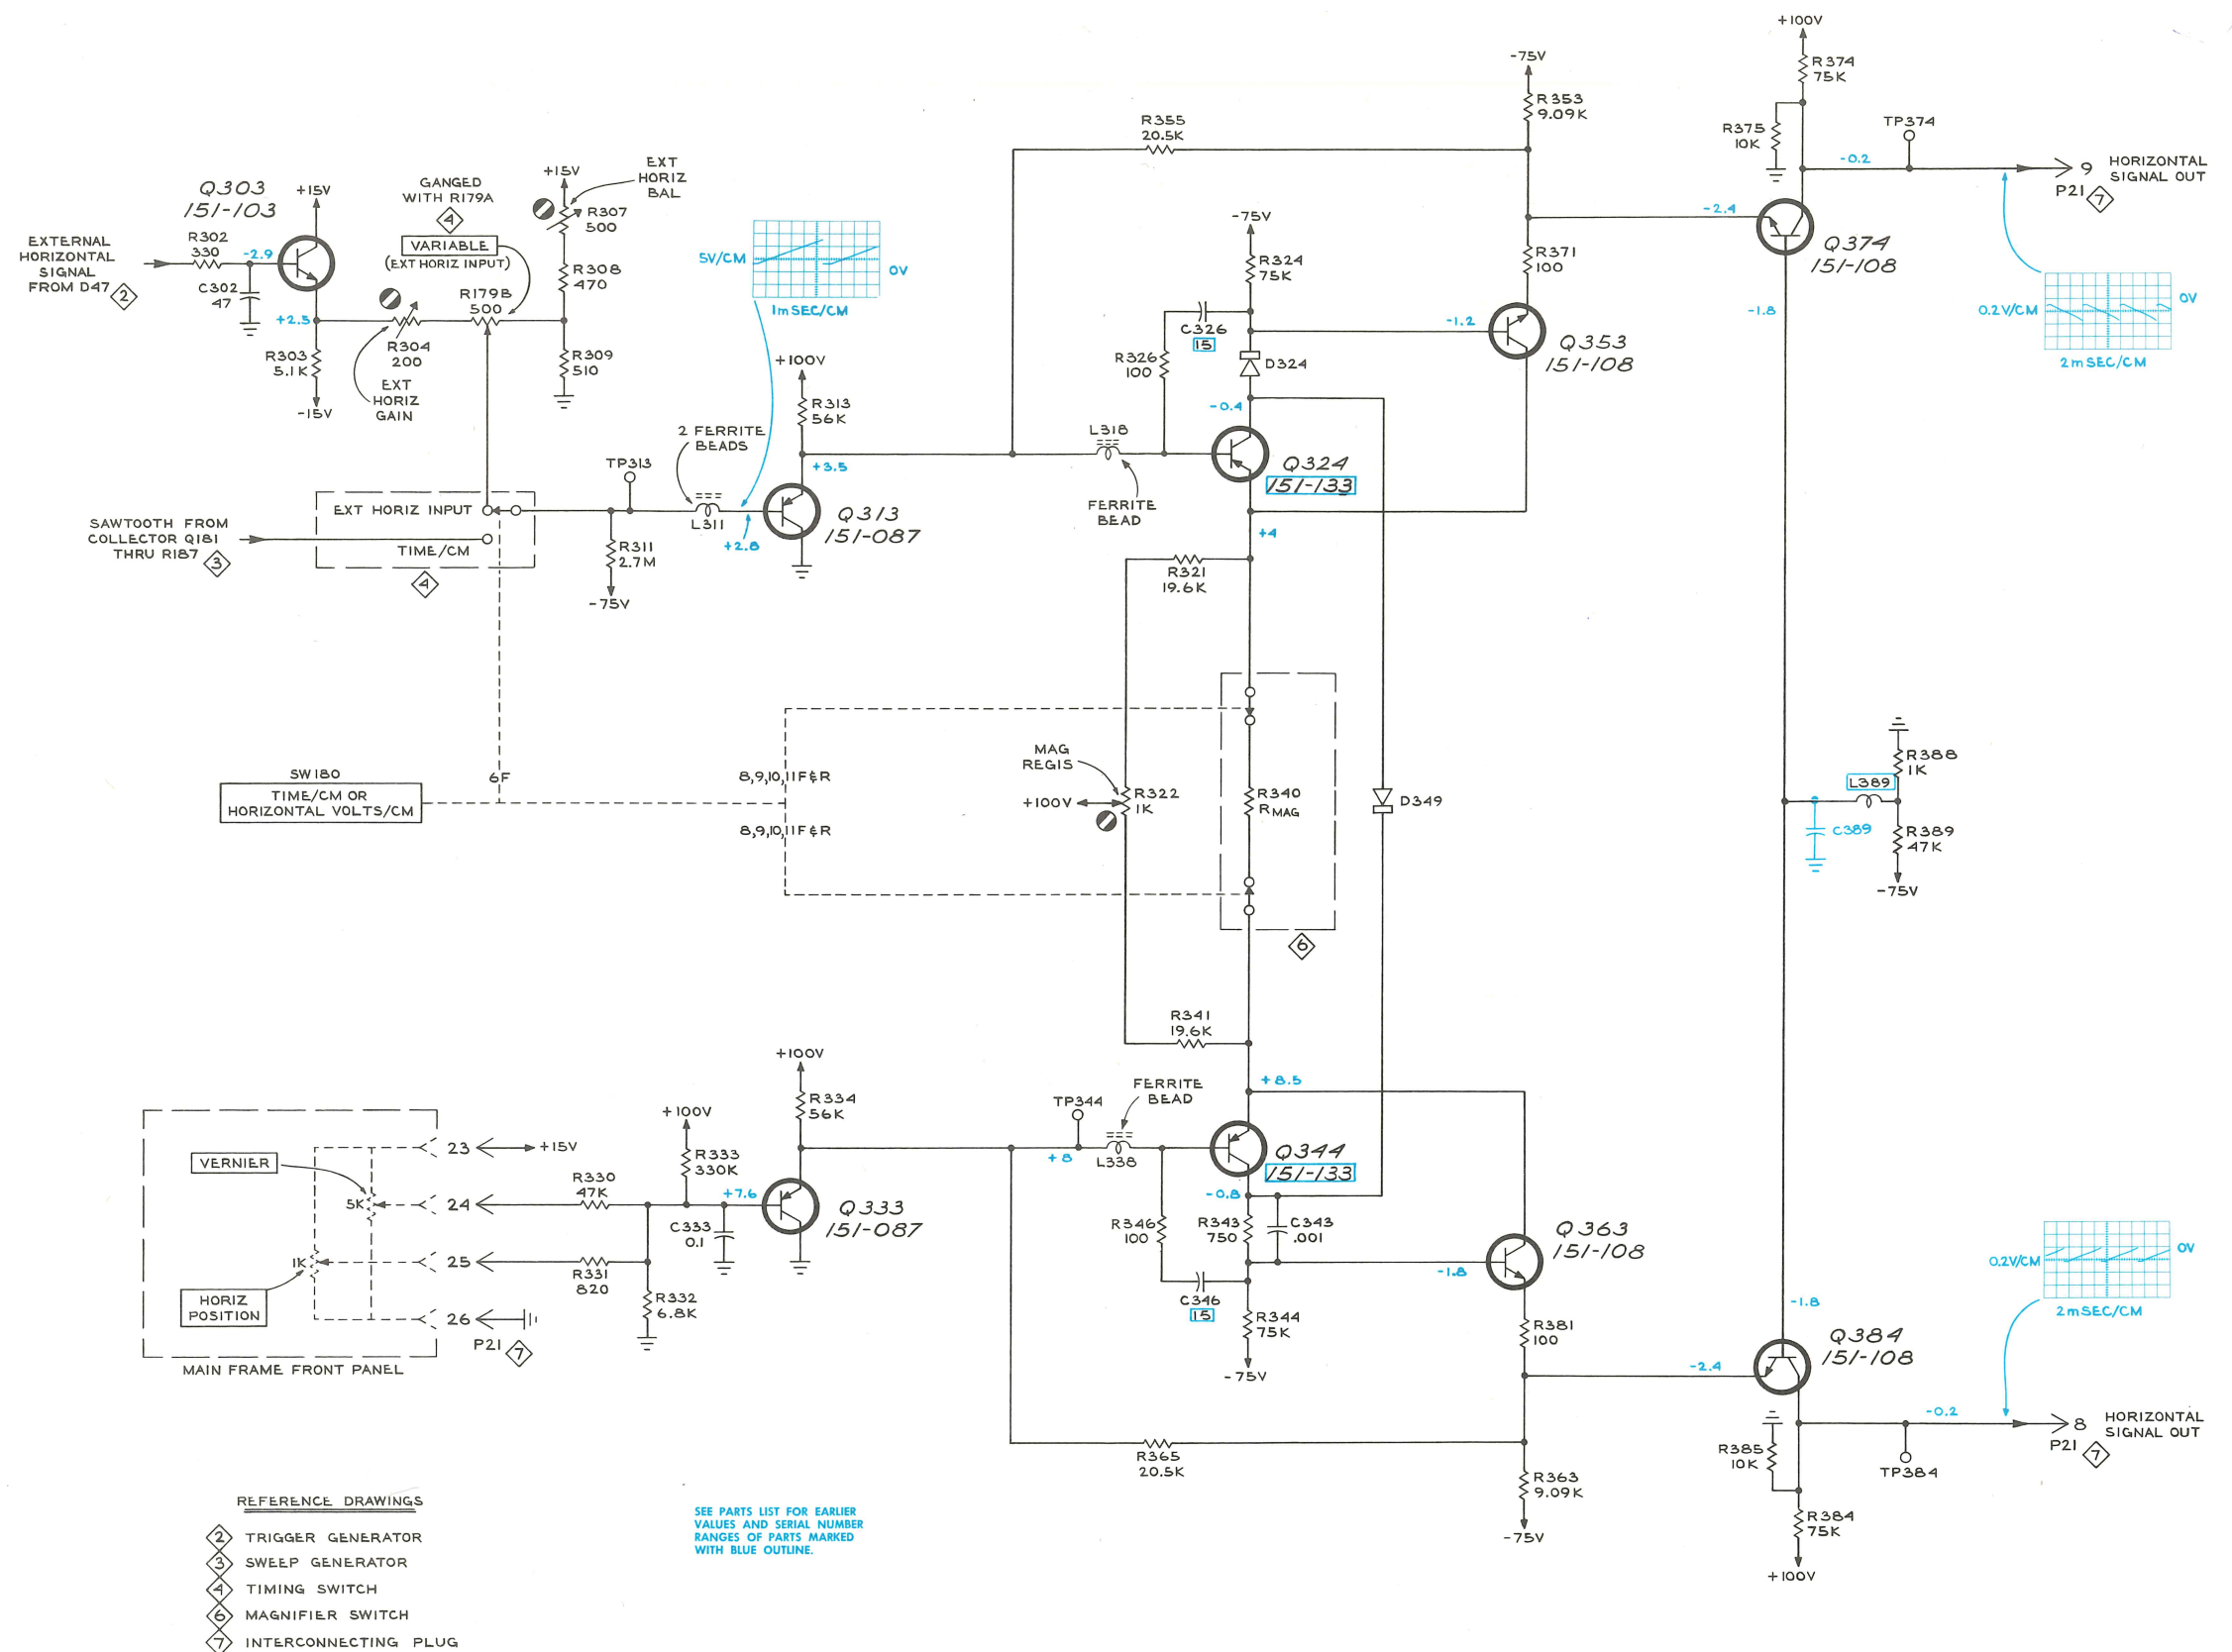 EXTERNAL
HORIZONTAL
SIGNAL
FROM D47
2
R302
330
-2.9
C302
47
Q303
151-103
+15V
+2.5
R303
5.1K
-15V
GANGED
WITH R179A
4
VARIABLE
(EXT HORIZ INPUT)
R179B
500
R304
200
EXT
HORIZ
GAIN
+15V
EXT
HORIZ
BAL
R307
500
R308
470
R309
510
5V/CM
0V
1mSEC/CM
+100V
R313
56K
+3.5
2 FERRITE
BEADS
TP313
L311
+2.8
Q313
151-087
R311
2.7M
-75V
SAWTOOTH FROM
COLLECTOR Q181
THRU R187
3
EXT HORIZ INPUT
TIME/CM
4
R355
20.5K
-75V
R353
9.09K
-75V
R324
75K
C326
15
R326
100
D324
-0.4
L318
FERRITE
BEAD
Q324
151-133
+4
-1.2
R371
100
Q353
151-108
-2.4
+100V
R374
75K
R375
10K
-0.2
TP374
9
P21
7
HORIZONTAL
SIGNAL OUT
Q374
151-108
-1.8
0.2V/CM
0V
2mSEC/CM
R321
19.6K
SW180
TIME/CM OR
HORIZONTAL VOLTS/CM
6F
8,9,10,11F&R
8,9,10,11F&R
MAG
REGIS
+100V
R322
1K
R340
RMAG
6
D349
L389
C389
R388
1K
R389
47K
-75V
R341
19.6K
+8.5
+100V
R334
56K
TP344
+8
FERRITE
BEAD
L338
Q344
151-133
-0.8
R346
100
R343
750
C343
.001
C346
15
R344
75K
-75V
-1.8
Q363
151-108
R381
100
-2.4
R365
20.5K
R363
9.09K
-75V
-1.8
Q384
151-108
-0.2
R385
10K
R384
75K
+100V
TP384
8
P21
7
HORIZONTAL
SIGNAL OUT
0.2V/CM
0V
2mSEC/CM
VERNIER
5K
1K
HORIZ
POSITION
MAIN FRAME FRONT PANEL
23
+15V
24
25
26
P21
7
R330
47K
R331
820
R332
6.8K
+100V
R333
330K
C333
0.1
+7.6
Q333
151-087
REFERENCE DRAWINGS
2 TRIGGER GENERATOR
3 SWEEP GENERATOR
4 TIMING SWITCH
6 MAGNIFIER SWITCH
7 INTERCONNECTING PLUG
SEE PARTS LIST FOR EARLIER
VALUES AND SERIAL NUMBER
RANGES OF PARTS MARKED
WITH BLUE OUTLINE.